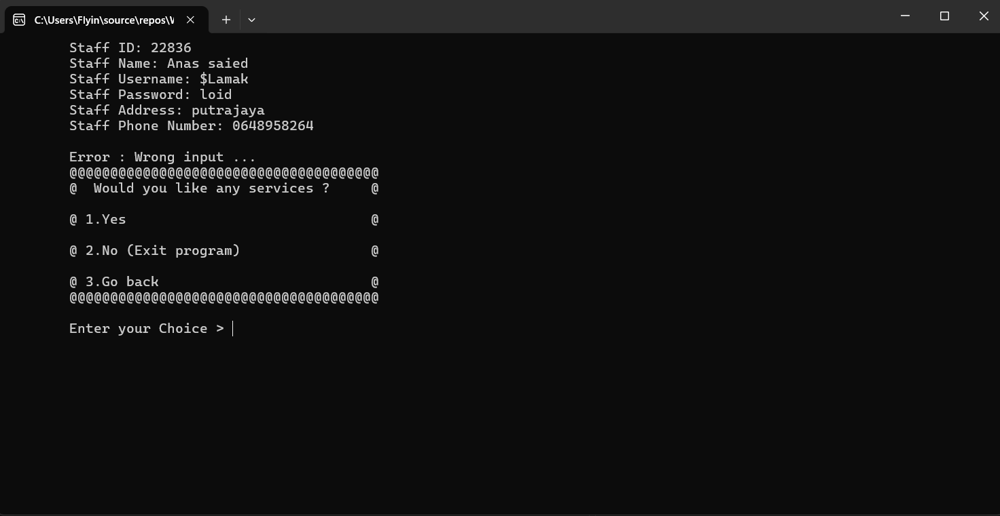 C:\Users\Flyin\source\repos\V
Staff ID: 22836
Staff Name: Anas saied
Staff Username: $Lamak
Staff Password: loid
Staff Address: putrajaya
Staff Phone Number: 0648958264
Error : Wrong input ...
@@@@@@@@@@@@@@@@@@@@@@@@@@@@@@@@@@@@@@
@  Would you like any services ?     @
@ 1.Yes                              @
@ 2.No (Exit program)                @
@ 3.Go back                          @
@@@@@@@@@@@@@@@@@@@@@@@@@@@@@@@@@@@@@@
Enter your Choice >